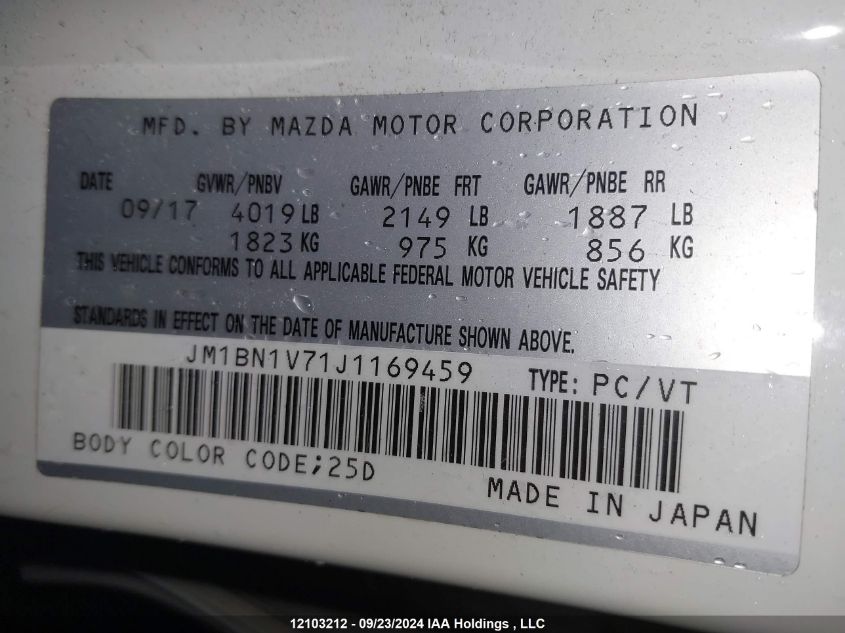 MFD. BY MAZDA MOTOR CORPORATION
DATE GVWR/PNBV GAWR/PNBE FRT GAWR/PNBE RR
09/17 4019 LB 2149 LB 1887 LB
1823 KG 975 KG 856 KG
THIS VEHICLE CONFORMS TO ALL APPLICABLE FEDERAL MOTOR VEHICLE SAFETY
STANDARDS IN EFFECT ON THE DATE OF MANUFACTURE SHOWN ABOVE.
JM1BN1V71J1169459 TYPE: PC/VT
BODY COLOR CODE;25D
MADE IN JAPAN
12103212 - 09/23/2024 IAA Holdings , LLC